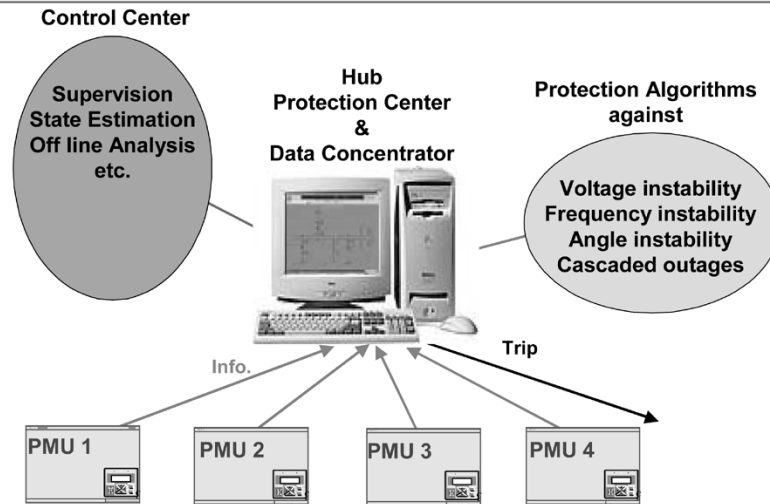 Control Center
Supervision
State Estimation
Off line Analysis
etc.
Hub
Protection Center
&
Data Concentrator
Protection Algorithms
against
Voltage instability
Frequency instability
Angle instability
Cascaded outages
Info.
Trip
PMU 1
PMU 2
PMU 3
PMU 4